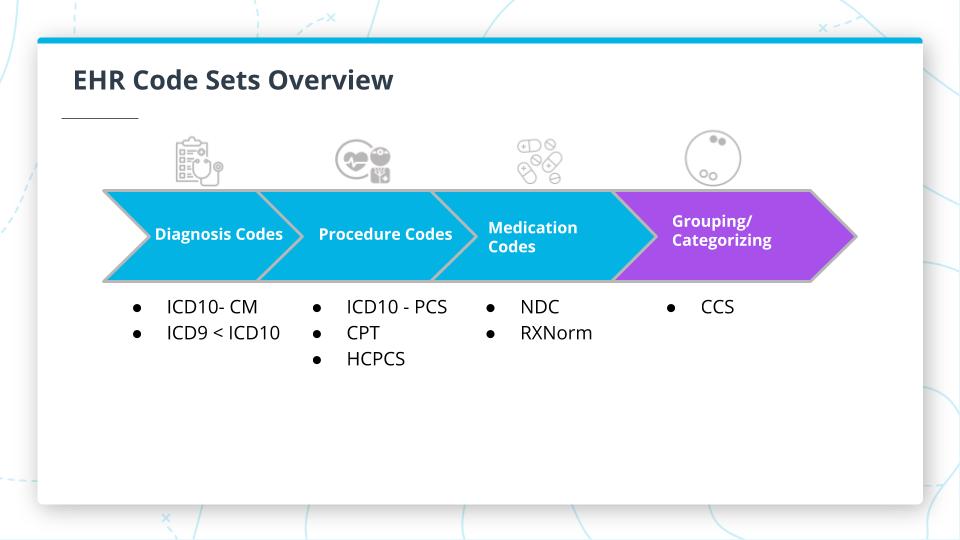 EHR Code Sets Overview
Diagnosis Codes
Procedure Codes
Medication
Codes
Grouping/
Categorizing
● ICD10- CM
● ICD9 < ICD10
● ICD10 - PCS
● CPT
● HCPCS
● NDC
● RXNorm
● CCS